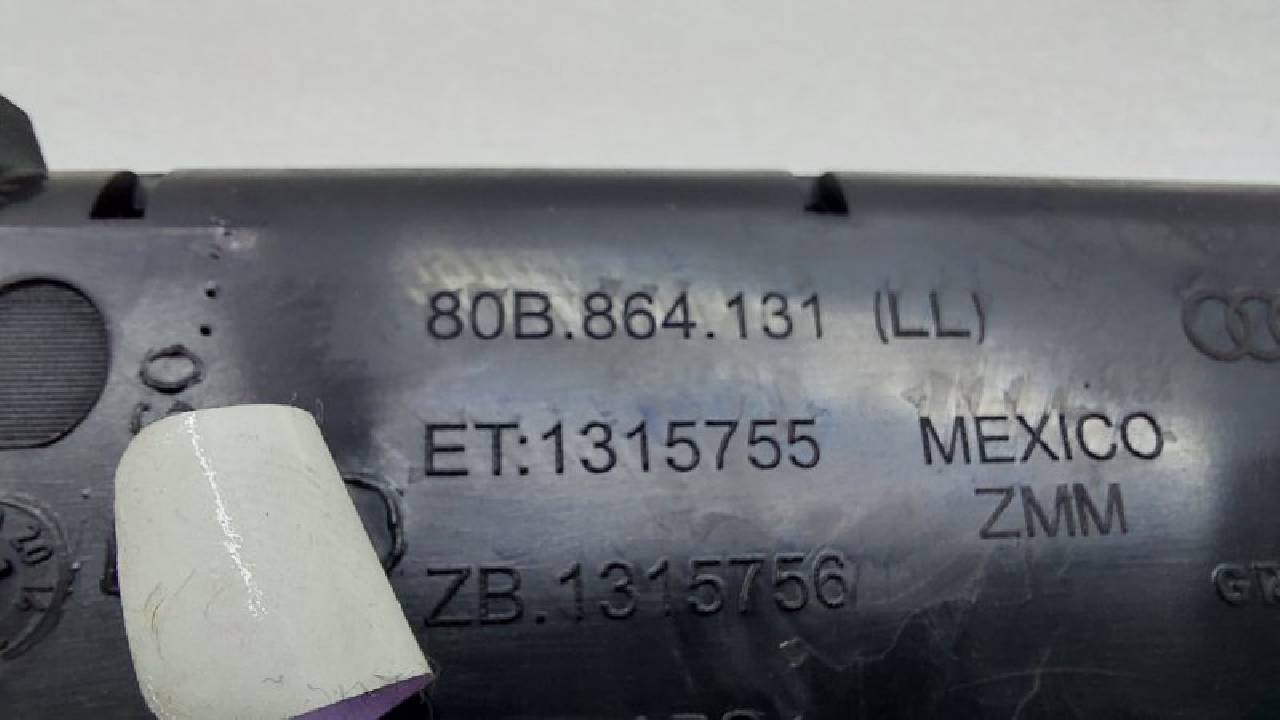 80B.864.131 (LL)
ET:1315755 MEXICO
ZMM
ZB.1315756